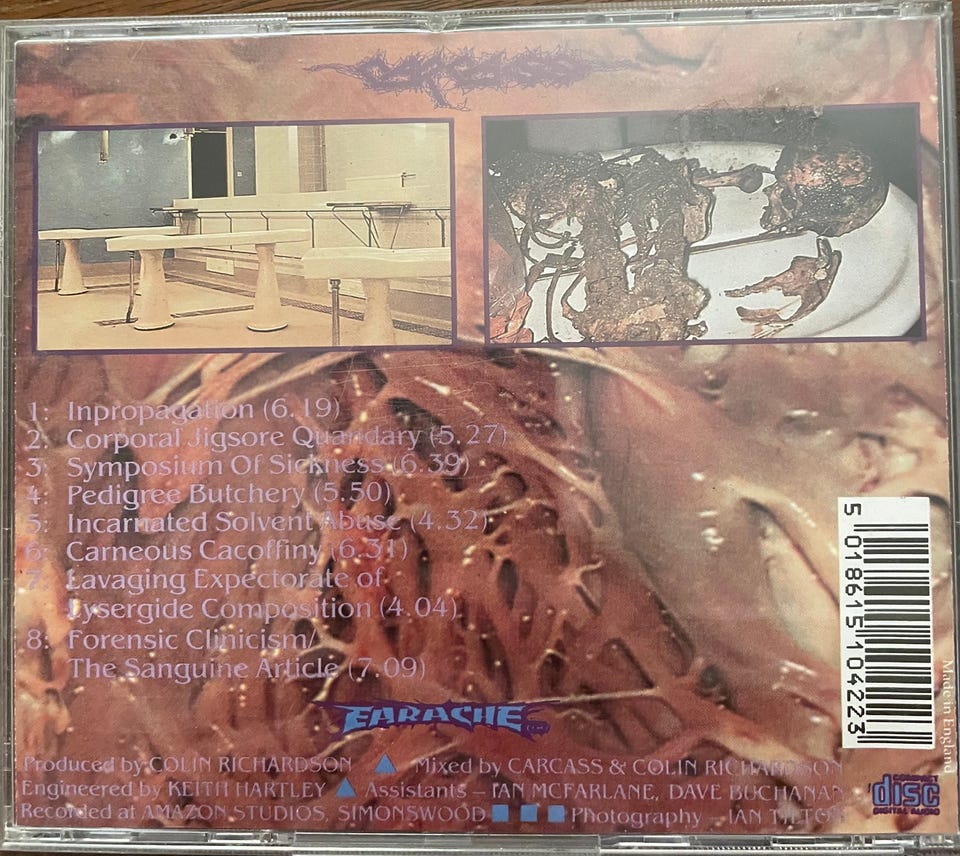 CARCASS
1: Inpropagation (6.19)
2: Corporal Jigsore Quandary (5.27)
3: Symposium Of Sickness (6.39)
4: Pedigree Butchery (5.50)
5: Incarnated Solvent Abuse (4.32)
6: Carneous Cacoffiny (6.31)
7: Lavaging Expectorate of
Lysergide Composition (4.04)
8: Forensic Clinicism/
The Sanguine Article (7.09)
EARACHE
Produced by COLIN RICHARDSON ▲ Mixed by CARCASS & COLIN RICHARDSON
Engineered by KEITH HARTLEY ▲ Assistants – IAN MCFARLANE, DAVE BUCHANAN
Recorded at AMAZON STUDIOS, SIMONSWOOD ■ ■ ■ Photography – IAN TILTON
5 018615 104223
Made in England
COMPACT
disc
DIGITAL AUDIO